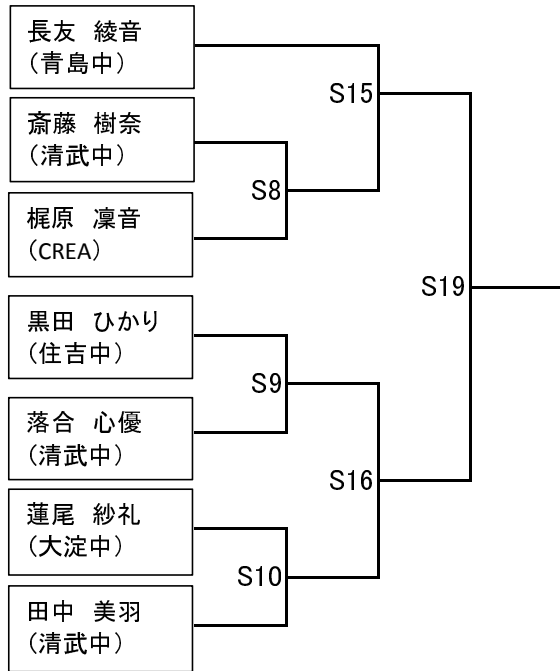 長友 綾音
(青島中)
S15
斎藤 樹奈
(清武中)
S8
梶原 凜音
(CREA)
S19
黒田 ひかり
(住吉中)
S9
落合 心優
(清武中)
S16
蓮尾 紗礼
(大淀中)
S10
田中 美羽
(清武中)